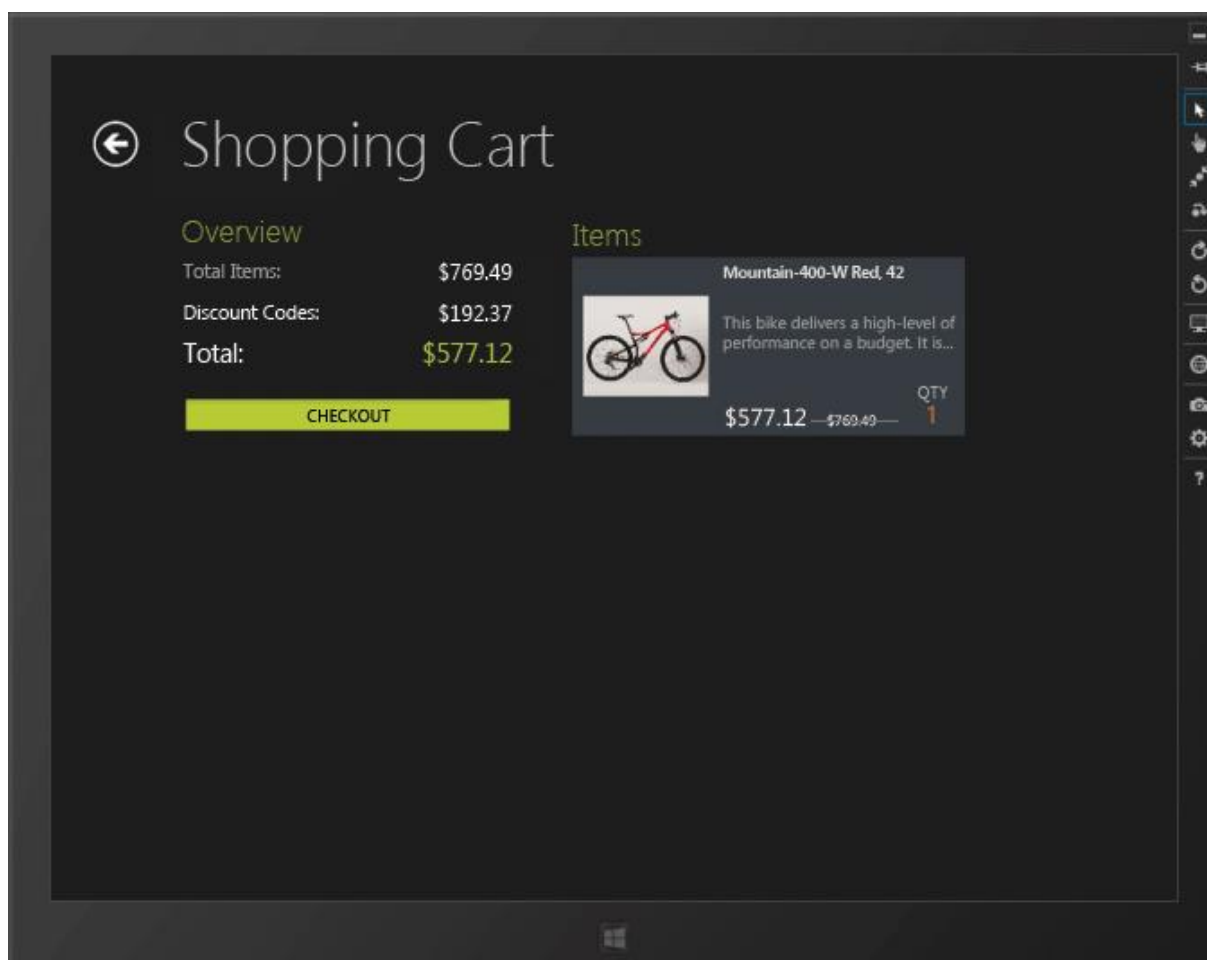 Shopping Cart
Overview
Total Items: $769.49
Discount Codes: $192.37
Total: $577.12
CHECKOUT
Items
Mountain-400-W Red, 42
This bike delivers a high-level of
performance on a budget. It is...
QTY
$577.12 $769.49 1
?